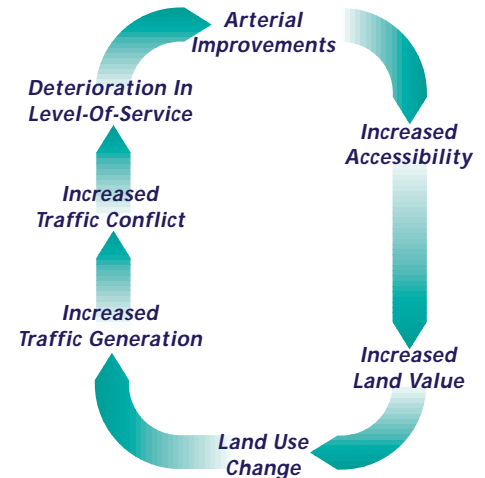 Arterial
Improvements
Increased
Accessibility
Increased
Land Value
Land Use
Change
Increased
Traffic Generation
Increased
Traffic Conflict
Deterioration In
Level-Of-Service